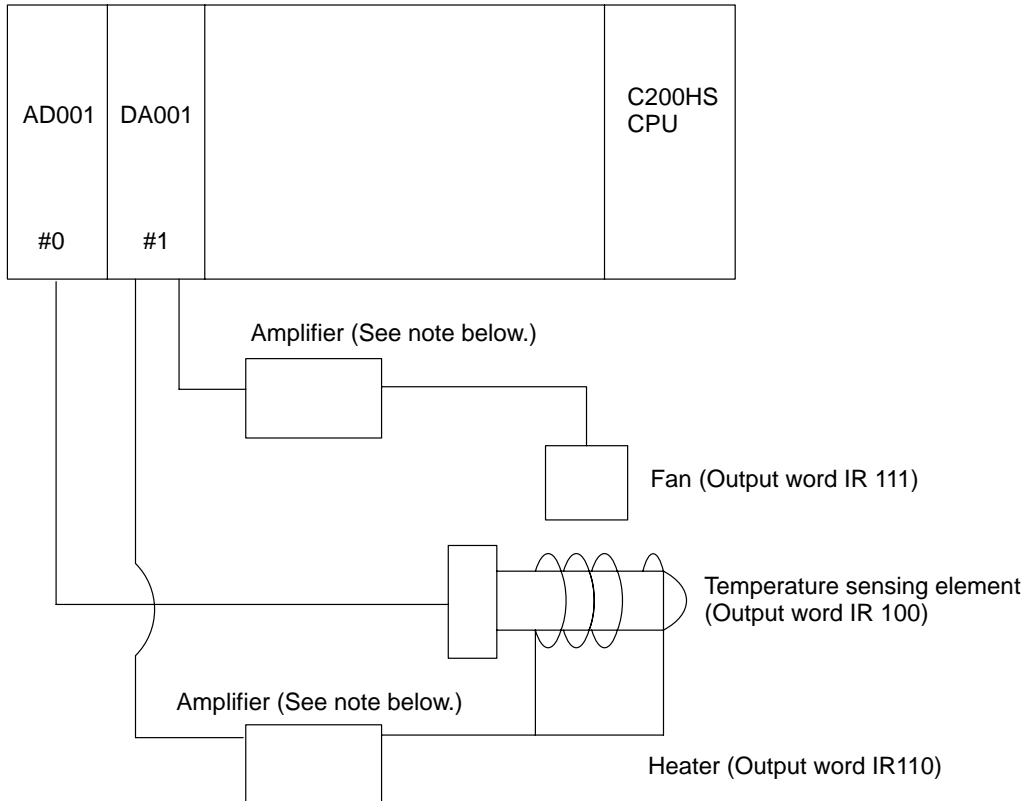 AD001
DA001
C200HS
CPU
#0
#1
Amplifier (See note below.)
Fan (Output word IR 111)
Temperature sensing element
(Output word IR 100)
Amplifier (See note below.)
Heater (Output word IR110)